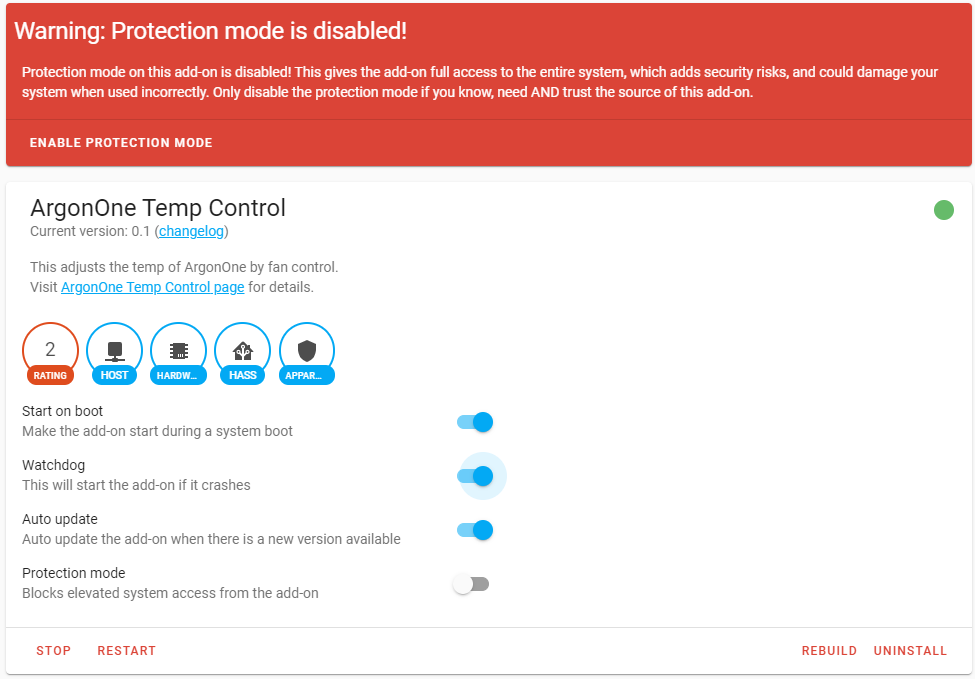 Warning: Protection mode is disabled!
Protection mode on this add-on is disabled! This gives the add-on full access to the entire system, which adds security risks, and could damage your
system when used incorrectly. Only disable the protection mode if you know, need AND trust the source of this add-on.
ENABLE PROTECTION MODE
ArgonOne Temp Control
Current version: 0.1 (changelog)
This adjusts the temp of ArgonOne by fan control.
Visit ArgonOne Temp Control page for details.
2
RATING HOST HARDW... HASS APPAR...
Start on boot
Make the add-on start during a system boot
Watchdog
This will start the add-on if it crashes
Auto update
Auto update the add-on when there is a new version available
Protection mode
Blocks elevated system access from the add-on
STOP RESTART REBUILD UNINSTALL